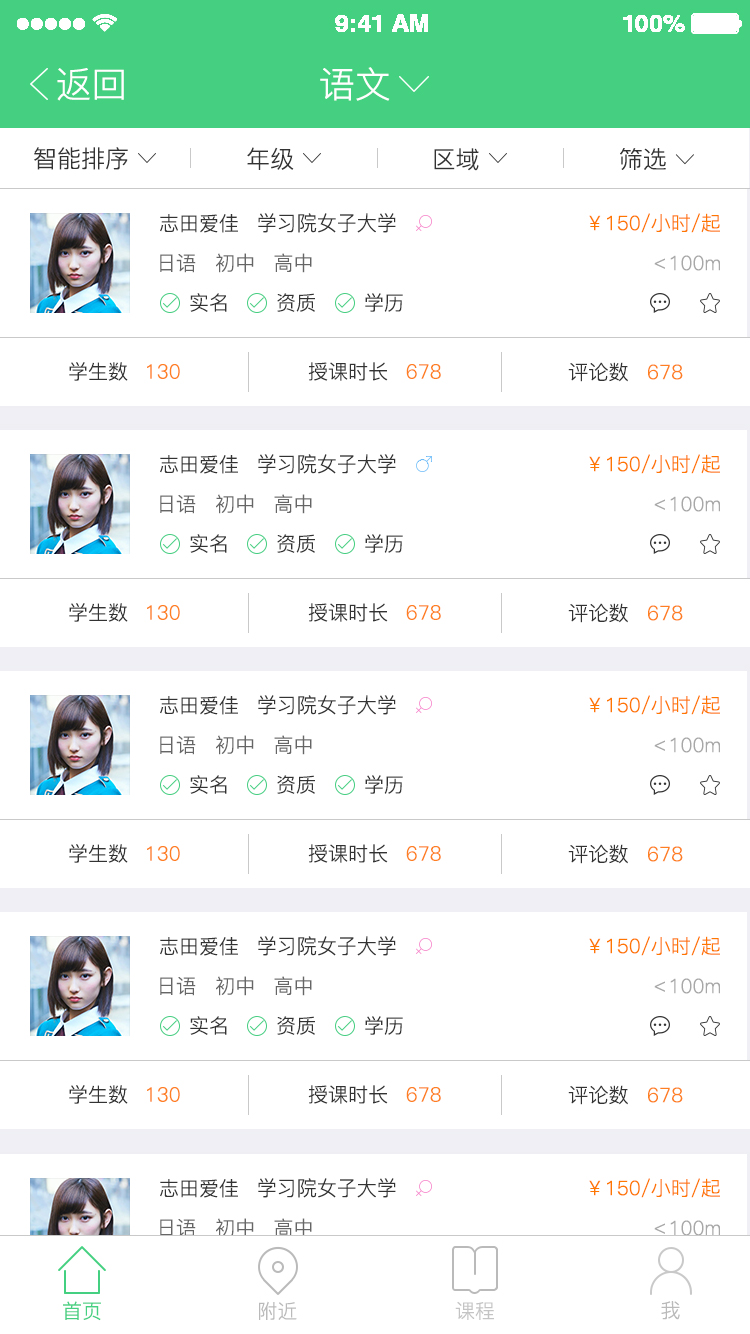 9:41 AM 100%
返回 语文
智能排序 年级 区域 筛选
志田爱佳 学习院女子大学 ¥150/小时/起
日语 初中 高中 <100m
实名 资质 学历
学生数 130 授课时长 678 评论数 678
志田爱佳 学习院女子大学 ¥150/小时/起
日语 初中 高中 <100m
实名 资质 学历
学生数 130 授课时长 678 评论数 678
志田爱佳 学习院女子大学 ¥150/小时/起
日语 初中 高中 <100m
实名 资质 学历
学生数 130 授课时长 678 评论数 678
志田爱佳 学习院女子大学 ¥150/小时/起
日语 初中 高中 <100m
实名 资质 学历
学生数 130 授课时长 678 评论数 678
志田爱佳 学习院女子大学 ¥150/小时/起
日语 初中 高中 <100m
首页 附近 课程 我